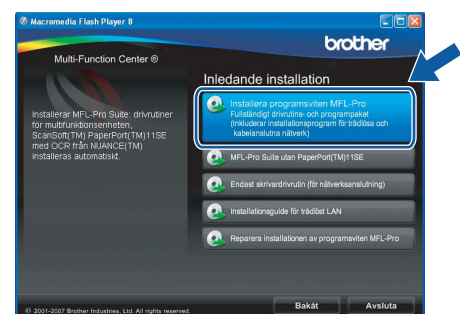 Macromedia Flash Player 8
brother
Multi-Function Center ®
Inledande installation
Installera programsviten MFL-Pro
Fullständigt drivrutins- och programpaket
(inkluderar installationsprogram för trådlösa och
kabelanslutna nätverk)
Installerar MFL-Pro Suite: drivrutiner
för multifunktionsenheten,
ScanSoft(TM) PaperPort(TM)11SE
med OCR från NUANCE(TM)
installeras automatiskt.
MFL-Pro Suite utan PaperPort(TM)11SE
Endast skrivardrivrutin (för nätverksanslutning)
Installationsguide för trådlöst LAN
Reparera installationen av programsviten MFL-Pro
© 2001-2007 Brother Industries, Ltd. All rights reserved.
Bakåt
Avsluta